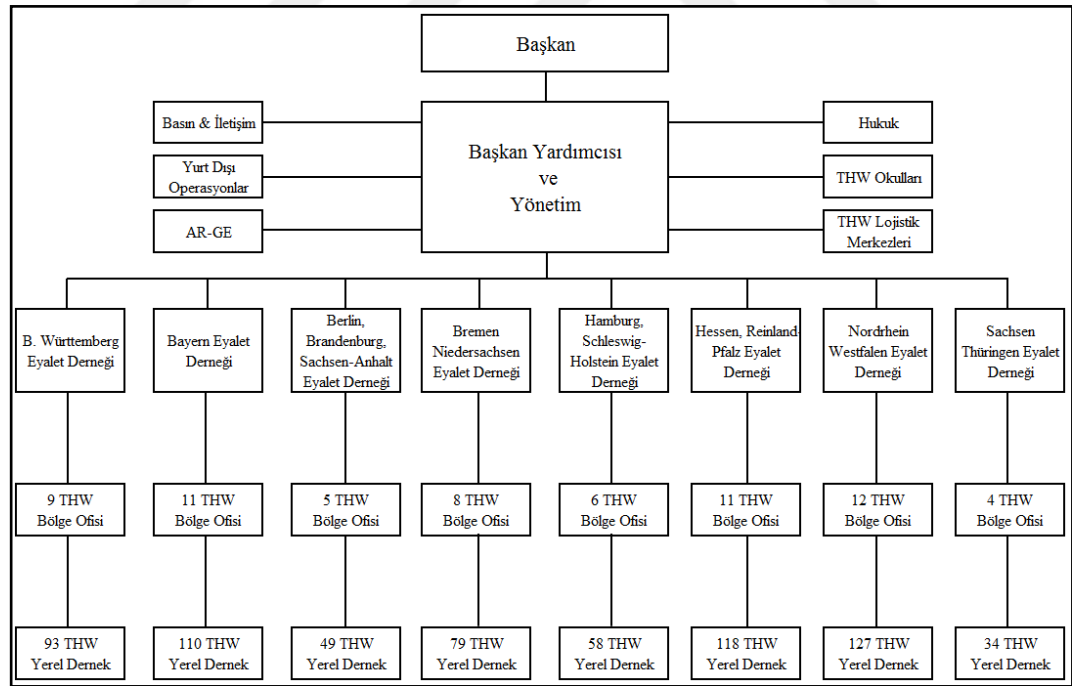 Başkan
Basın & İletişim
Yurt Dışı
Operasyonlar
AR-GE
Başkan Yardımcısı
ve
Yönetim
Hukuk
THW Okulları
THW Lojistik
Merkezleri
B. Württemberg
Eyalet Derneği
Bayern Eyalet
Derneği
Berlin,
Brandenburg,
Sachsen-Anhalt
Eyalet Derneği
Bremen
Niedersachsen
Eyalet Derneği
Hamburg,
Schleswig-
Holstein Eyalet
Derneği
Hessen, Reinland-
Pfalz Eyalet
Derneği
Nordrhein
Westfalen Eyalet
Derneği
Sachsen
Thüringen Eyalet
Derneği
9 THW
Bölge Ofisi
11 THW
Bölge Ofisi
5 THW
Bölge Ofisi
8 THW
Bölge Ofisi
6 THW
Bölge Ofisi
11 THW
Bölge Ofisi
12 THW
Bölge Ofisi
4 THW
Bölge Ofisi
93 THW
Yerel Dernek
110 THW
Yerel Dernek
49 THW
Yerel Dernek
79 THW
Yerel Dernek
58 THW
Yerel Dernek
118 THW
Yerel Dernek
127 THW
Yerel Dernek
34 THW
Yerel Dernek